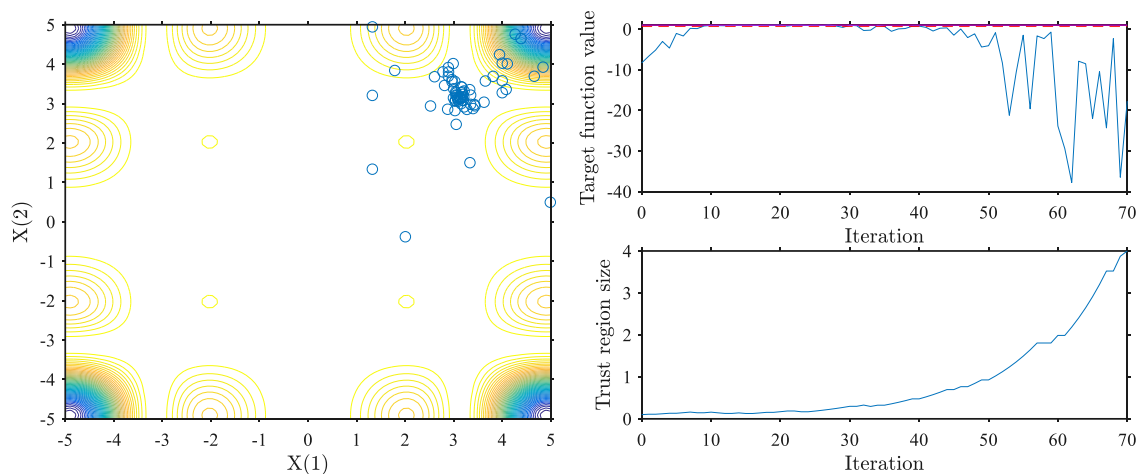 5
4
3
2
1
0
-1
-2
-3
-4
-5
X(2)
-5 -4 -3 -2 -1 0 1 2 3 4 5
X(1)
0
-10
-20
-30
-40
Target function value
0 10 20 30 40 50 60 70
Iteration
4
3
2
1
0
Trust region size
0 10 20 30 40 50 60 70
Iteration